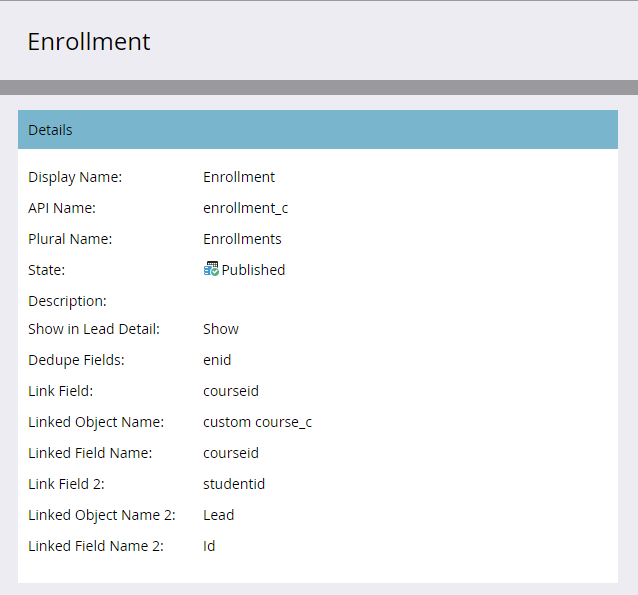 Enrollment
Details
Display Name: Enrollment
API Name: enrollment_c
Plural Name: Enrollments
State: Published
Description:
Show in Lead Detail: Show
Dedupe Fields: enid
Link Field: courseid
Linked Object Name: custom course_c
Linked Field Name: courseid
Link Field 2: studentid
Linked Object Name 2: Lead
Linked Field Name 2: Id